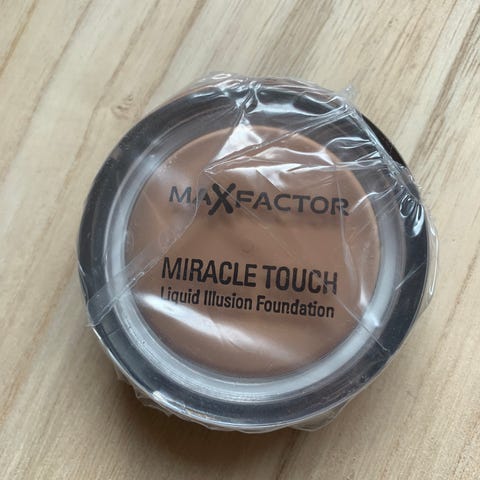 MAXFACTOR
MIRACLE TOUCH
Liquid Illusion Foundation